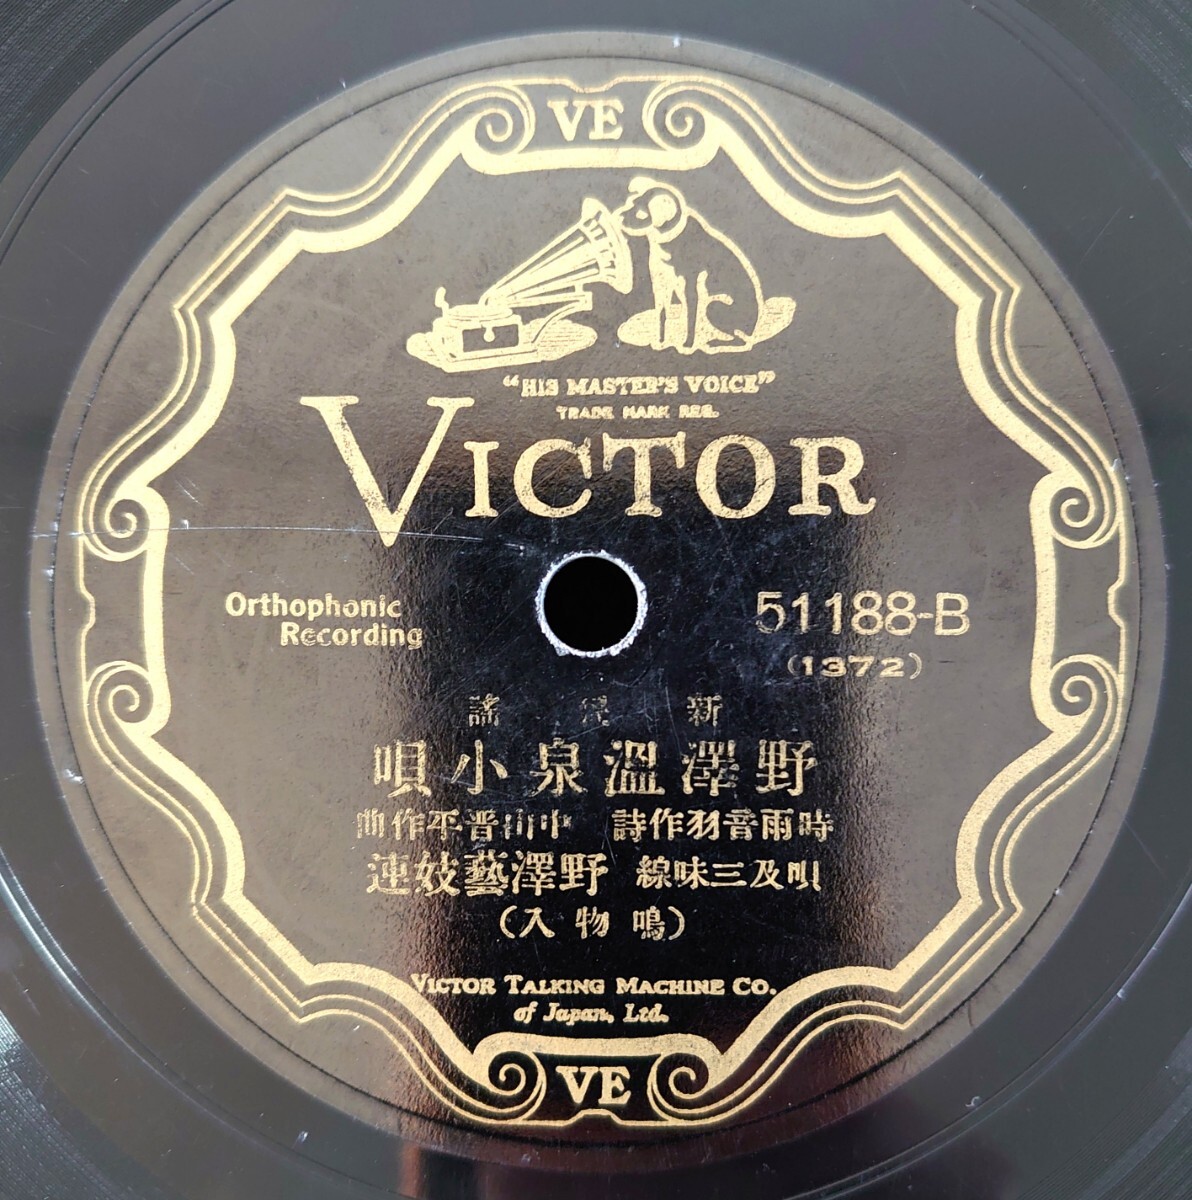 VE
"HIS MASTER'S VOICE"
TRADE MARK REG.
VICTOR
Orthophonic
Recording
51188-B
(1372)
新民謠
野澤溫泉小唄
時雨音羽作詩 中山晋平作曲
唄及三味線 野澤藝妓連
(鳴物入)
VICTOR TALKING MACHINE CO.
of Japan, Ltd.
VE